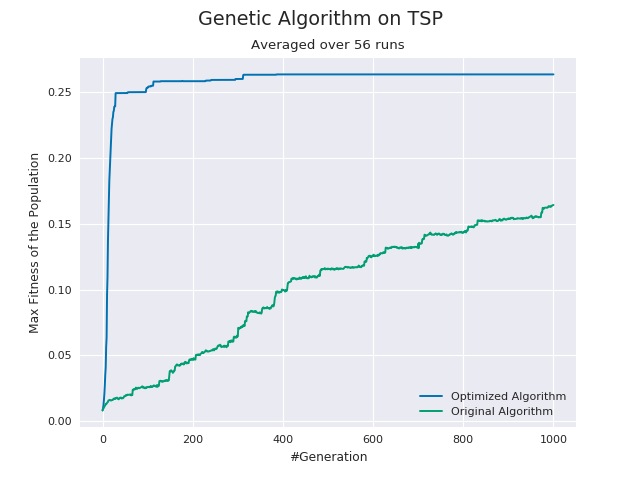 Genetic Algorithm on TSP
Averaged over 56 runs
Max Fitness of the Population
0.25
0.20
0.15
0.10
0.05
0.00
Optimized Algorithm
Original Algorithm
0 200 400 600 800 1000
#Generation